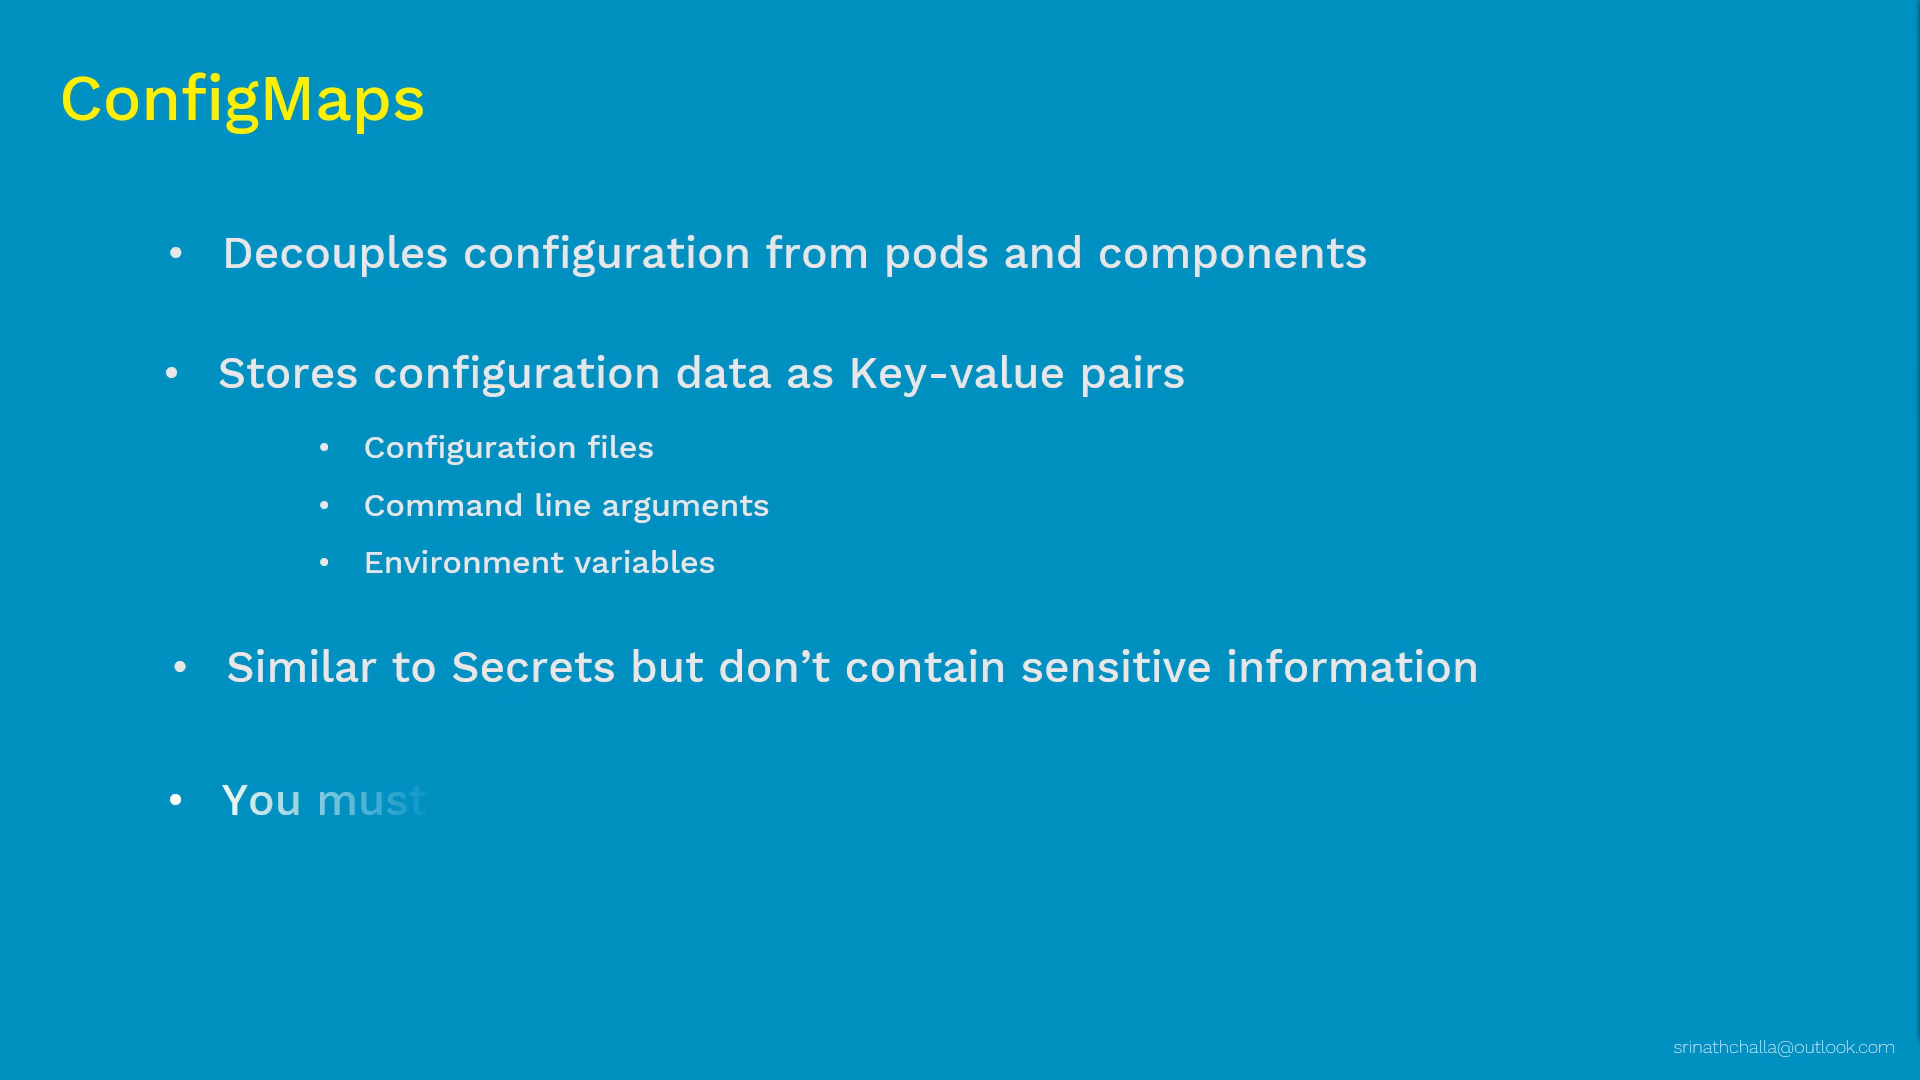 ConfigMaps
• Decouples configuration from pods and components
• Stores configuration data as Key-value pairs
• Configuration files
• Command line arguments
• Environment variables
• Similar to Secrets but don’t contain sensitive information
• You must
srinathchalla@outlook.com